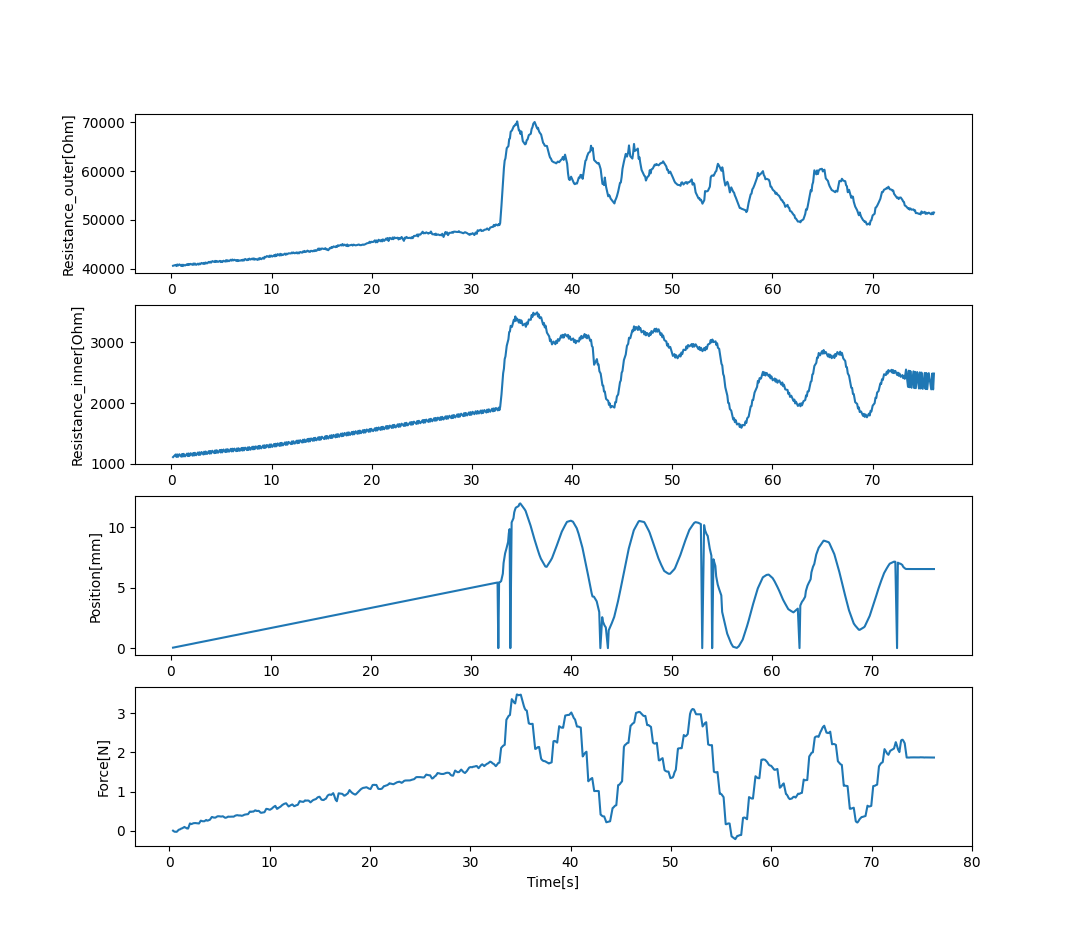 Resistance_outer[Ohm]
70000
60000
50000
40000
0 10 20 30 40 50 60 70
Resistance_inner[Ohm]
3000
2000
1000
0 10 20 30 40 50 60 70
Position[mm]
10
5
0
0 10 20 30 40 50 60 70
Force[N]
3
2
1
0
0 10 20 30 40 50 60 70 80
Time[s]